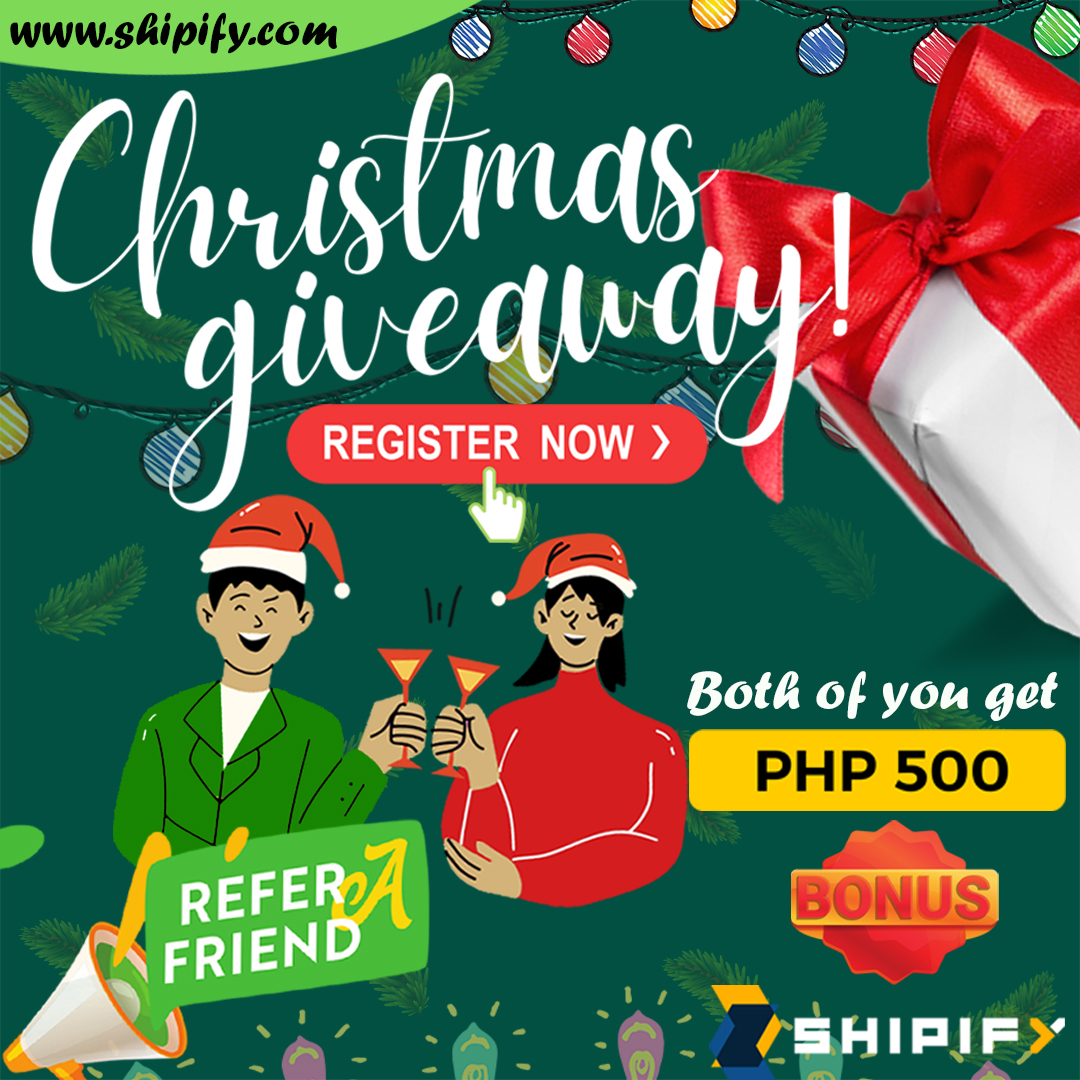 www.shipify.com
Christmas
giveaway!
REGISTER NOW >
Both of you get
PHP 500
REFER A
FRIEND
BONUS
SHIPIFY